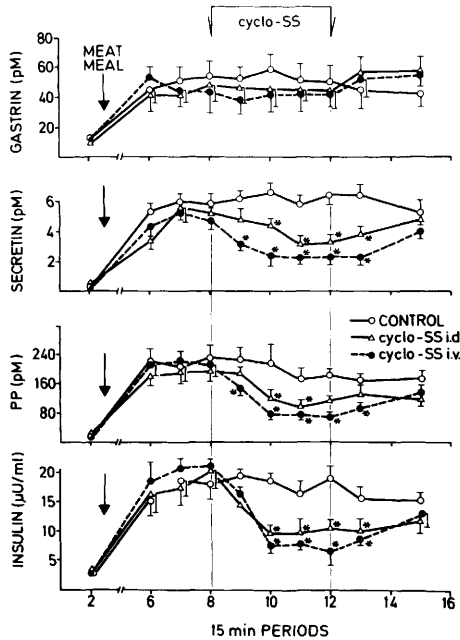 cyclo-SS
MEAT
MEAL
GASTRIN (pM)
80
60
40
20
SECRETIN (pM)
6
4
2
CONTROL
cyclo-SS i.d
cyclo-SS i.v.
PP (pM)
240
160
80
INSULIN (μU/ml)
20
15
10
5
2 6 8 10 12 14 16
15 min PERIODS